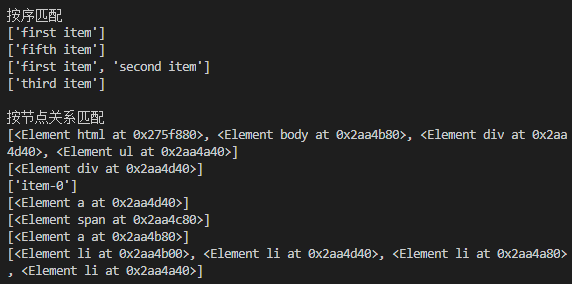 按序匹配
['first item']
['fifth item']
['first item', 'second item']
['third item']
按节点关系匹配
[<Element html at 0x275f880>, <Element body at 0x2aa4b80>, <Element div at 0x2aa
4d40>, <Element ul at 0x2aa4a40>]
[<Element div at 0x2aa4d40>]
['item-0']
[<Element a at 0x2aa4d40>]
[<Element span at 0x2aa4c80>]
[<Element a at 0x2aa4b80>]
[<Element li at 0x2aa4b00>, <Element li at 0x2aa4d40>, <Element li at 0x2aa4a80>
, <Element li at 0x2aa4a40>]